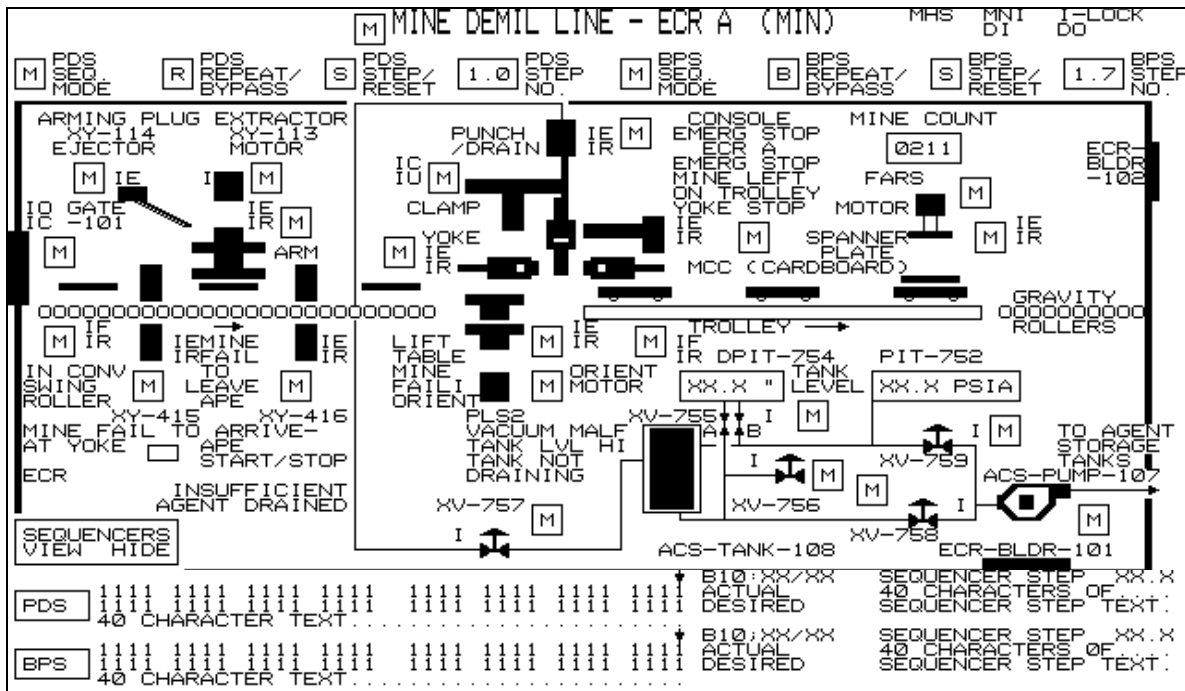 M MINE DEMIL LINE - ECR A (MIN)
MHS MNI I-LOCK
DI DO
M PDS SEQ. MODE
R PDS REPEAT/ BYPASS
S PDS STEP/ RESET
1.0 PDS STEP NO.
M BPS SEQ. MODE
B BPS REPEAT/ BYPASS
S BPS STEP/ RESET
1.7 BPS STEP NO.
ARMING PLUG EXTRACTOR
XY-114 XY-113
EJECTOR MOTOR
M IE I M
IO GATE
IC -101
M
IE
IR M
ARM
PUNCH
/DRAIN
IE
IR M
IC
IU M
CLAMP
YOKE
IE
IR
CONSOLE
EMERG STOP
ECR A
EMERG STOP
MINE LEFT
ON TROLLEY
YOKE STOP
IE
IR M
MCC (CARDBOARD)
MINE COUNT
0211
FARS
MOTOR M
SPANNER
PLATE
M IE
IR
ECR-
BLDR
-102
GRAVITY
ROLLERS
TROLLEY
M IF
IR
IEMINE
IRFAIL
TO
LEAVE
APE
M IE
IR
IN CONV
SWING
ROLLER
M M
XY-415 XY-416
MINE FAIL TO ARRIVE-
AT YOKE APE
START/STOP
ECR
INSUFFICIENT
AGENT DRAINED
LIFT
TABLE
MINE
FAILI
ORIENT
M IE
IR
M ORIENT
MOTOR
M IF
IR
DPIT-754
XX.X "
TANK
LEVEL
PIT-752
XX.X PSIA
PLS2
VACUUM MALF
TANK LVL HI
TANK NOT
DRAINING
XV-755
A B
I M
I M
XV-759
TO AGENT
STORAGE
TANKS
ACS-PUMP-107
I M M
XV-756
XV-757
I M
XV-758
I M
ACS-TANK-108
ECR-BLDR-101
SEQUENCERS
VIEW HIDE
PDS
1111 1111 1111 1111 1111 1111 1111 1111
1111 1111 1111 1111 1111 1111 1111 1111
40 CHARACTER TEXT......................
B10:XX/XX
ACTUAL
DESIRED
SEQUENCER STEP XX.X
40 CHARACTERS OF....
SEQUENCER STEP TEXT.
BPS
1111 1111 1111 1111 1111 1111 1111 1111
1111 1111 1111 1111 1111 1111 1111 1111
40 CHARACTER TEXT......................
B10;XX/XX
ACTUAL
DESIRED
SEQUENCER STEP XX.X
40 CHARACTERS OF....
SEQUENCER STEP TEXT.